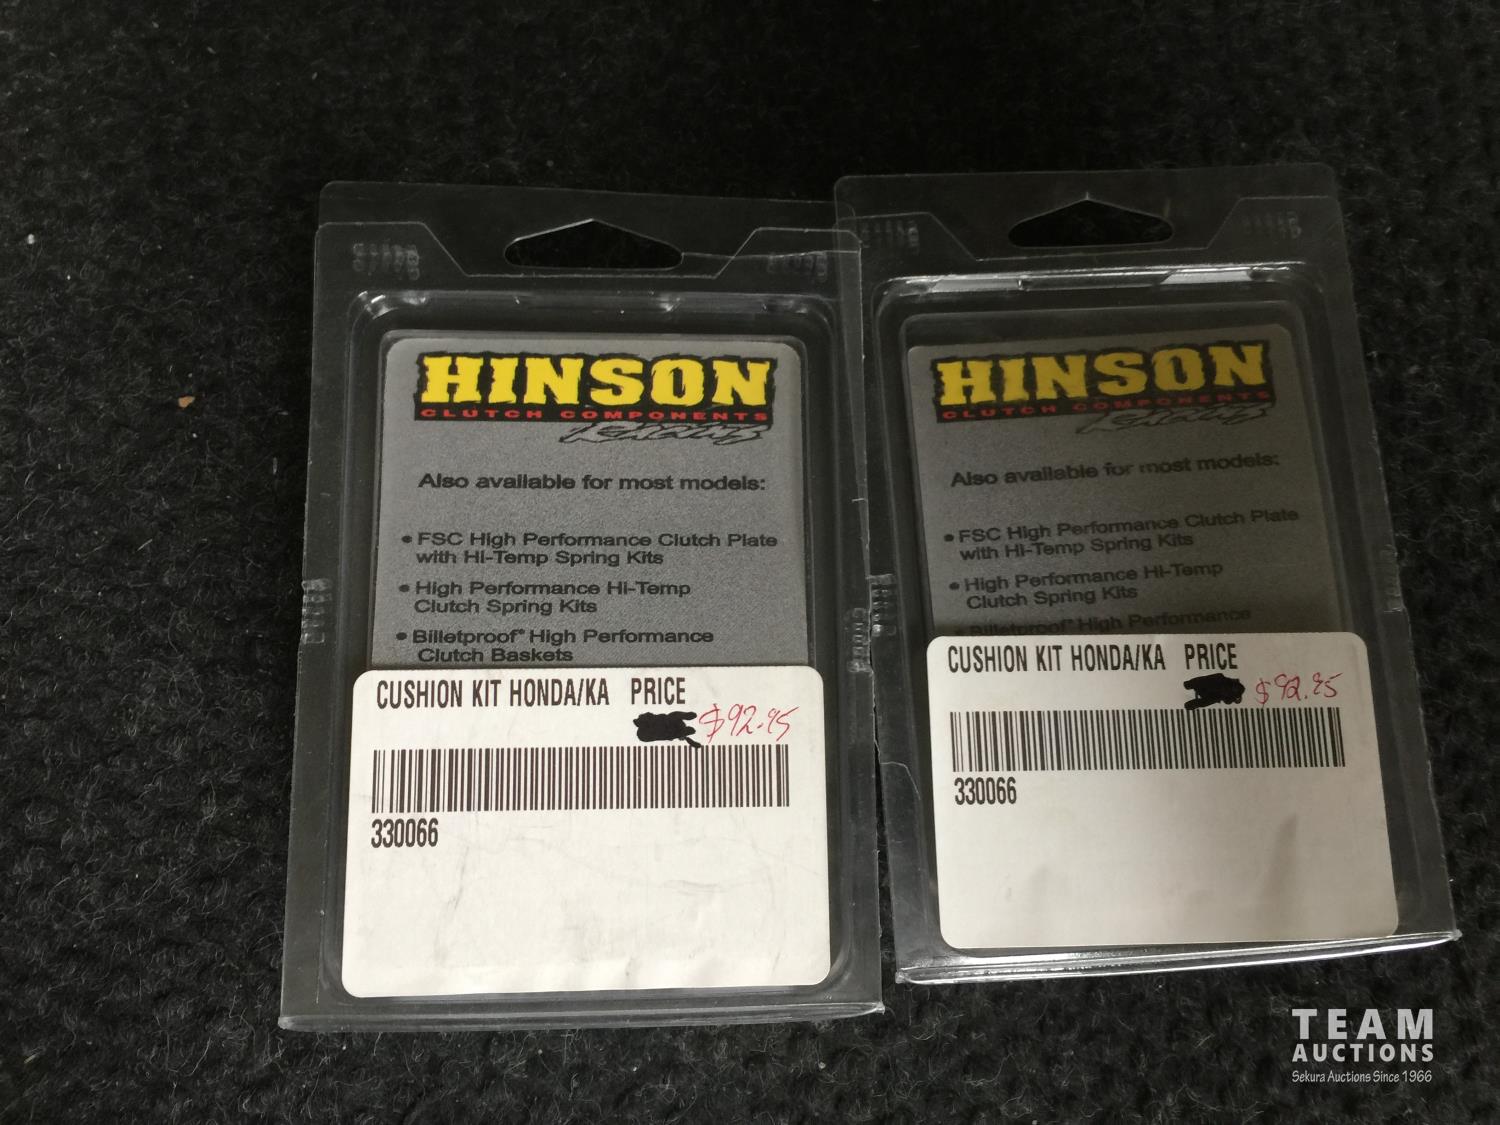 HINSON
CLUTCH COMPONENTS
Racing
Also available for most models:
• FSC High Performance Clutch Plate
with Hi-Temp Spring Kits
• High Performance Hi-Temp
Clutch Spring Kits
• Billetproof® High Performance
Clutch Baskets
CUSHION KIT HONDA/KA PRICE
$92.95
330066
HINSON
CLUTCH COMPONENTS
Racing
Also available for most models:
• FSC High Performance Clutch Plate
with Hi-Temp Spring Kits
• High Performance Hi-Temp
Clutch Spring Kits
• Billetproof® High Performance
CUSHION KIT HONDA/KA PRICE
$92.95
330066
TEAM
AUCTIONS
Sekura Auctions Since 1966